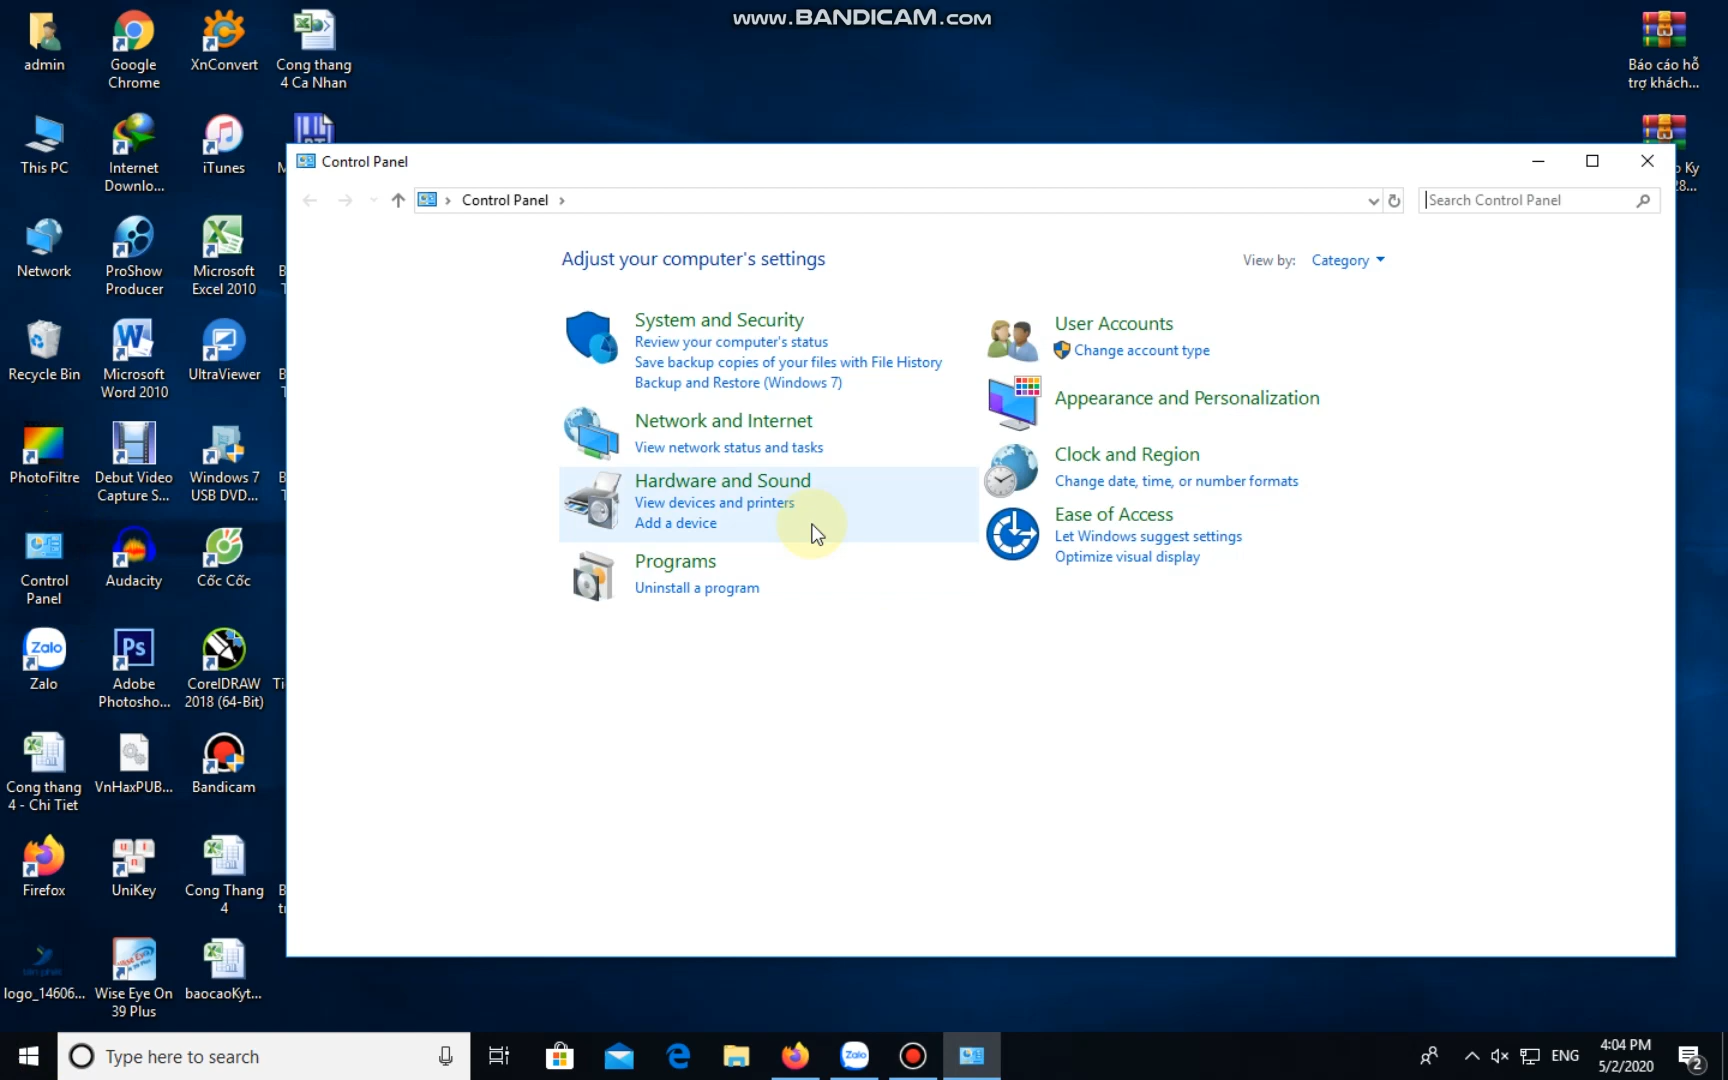 www.BANDICAM.com
admin
Google
Chrome
XnConvert
Cong thang
4 Ca Nhan
Báo cáo hỗ
trợ khách...
This PC
Internet
Downlo...
iTunes
Network
ProShow
Producer
Microsoft
Excel 2010
Recycle Bin
Microsoft
Word 2010
UltraViewer
PhotoFiltre
Debut Video
Capture S...
Windows 7
USB DVD...
Control
Panel
Audacity
Cốc Cốc
Zalo
Zalo
Ps
Adobe
Photosho...
CorelDRAW
2018 (64-Bit)
Cong thang
4 - Chi Tiet
VnHaxPUB...
Bandicam
Firefox
UniKey
Cong Thang
4
logo_14606...
Wise Eye On
39 Plus
baocaoKyt...
Control Panel
Control Panel
Search Control Panel
Adjust your computer's settings
View by: Category
System and Security
Review your computer's status
Save backup copies of your files with File History
Backup and Restore (Windows 7)
Network and Internet
View network status and tasks
Hardware and Sound
View devices and printers
Add a device
Programs
Uninstall a program
User Accounts
Change account type
Appearance and Personalization
Clock and Region
Change date, time, or number formats
Ease of Access
Let Windows suggest settings
Optimize visual display
Type here to search
Zalo
ENG
4:04 PM
5/2/2020
2